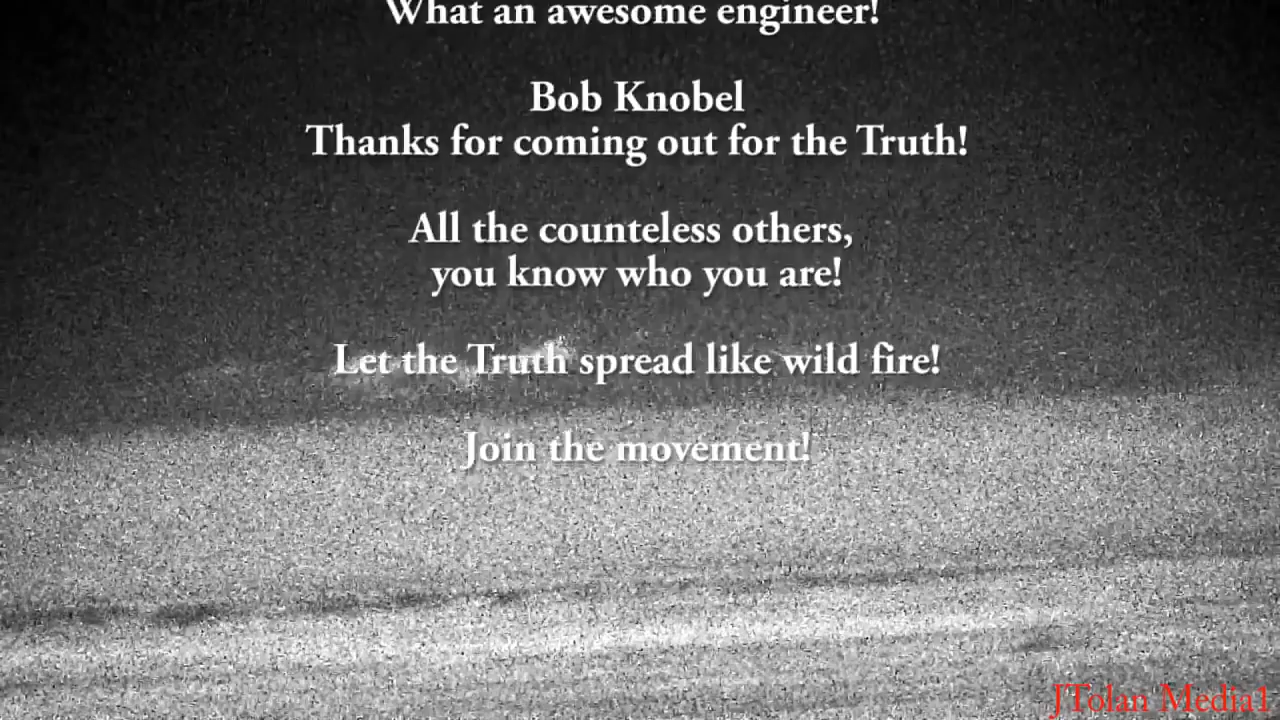 What an awesome engineer!
Bob Knobel
Thanks for coming out for the Truth!
All the counteless others,
you know who you are!
Let the Truth spread like wild fire!
Join the movement!
JTolan Media1